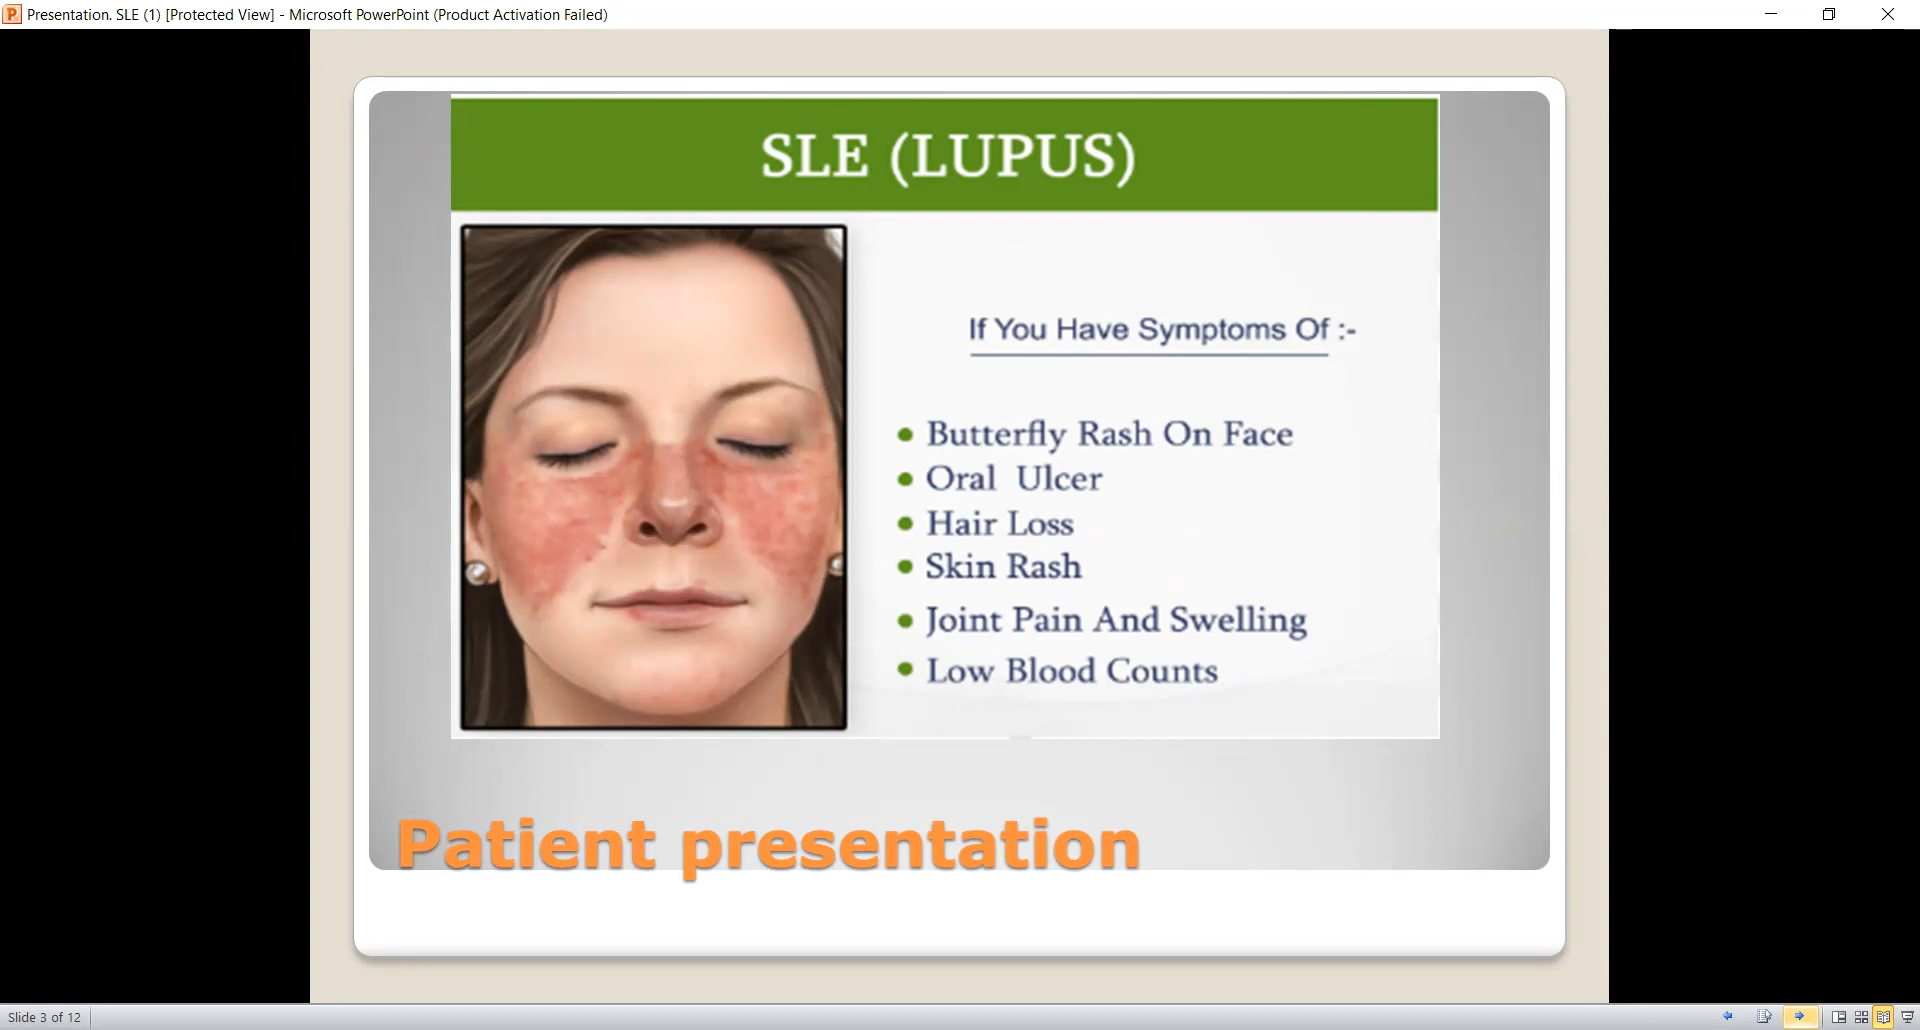 Presentation. SLE (1) [Protected View] - Microsoft PowerPoint (Product Activation Failed)
SLE (LUPUS)
If You Have Symptoms Of :-
Butterfly Rash On Face
Oral Ulcer
Hair Loss
Skin Rash
Joint Pain And Swelling
Low Blood Counts
Patient presentation
Slide 3 of 12